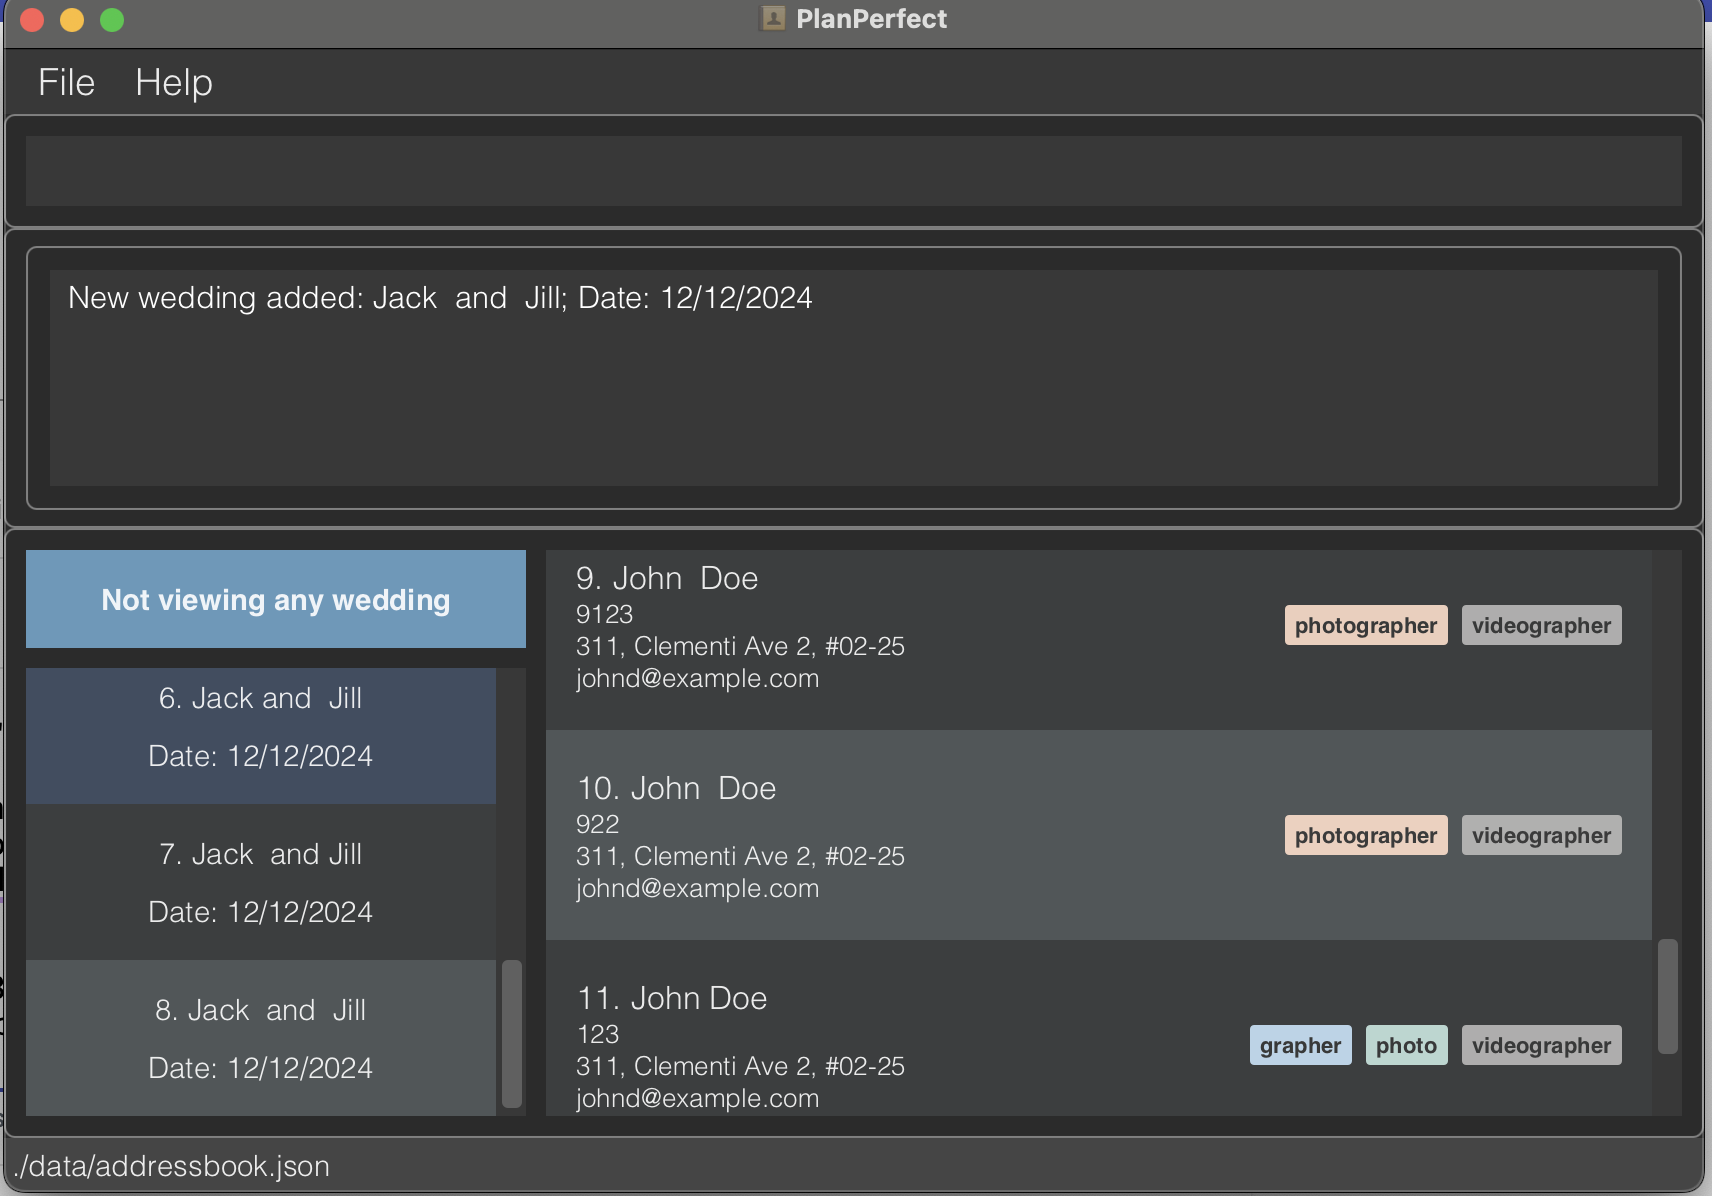 PlanPerfect
File Help
New wedding added: Jack  and  Jill; Date: 12/12/2024
Not viewing any wedding
6. Jack and  Jill
Date: 12/12/2024
7. Jack  and Jill
Date: 12/12/2024
8. Jack  and  Jill
Date: 12/12/2024
9. John  Doe
9123
311, Clementi Ave 2, #02-25
johnd@example.com
photographer videographer
10. John  Doe
922
311, Clementi Ave 2, #02-25
johnd@example.com
photographer videographer
11. John Doe
123
311, Clementi Ave 2, #02-25
johnd@example.com
grapher photo videographer
./data/addressbook.json